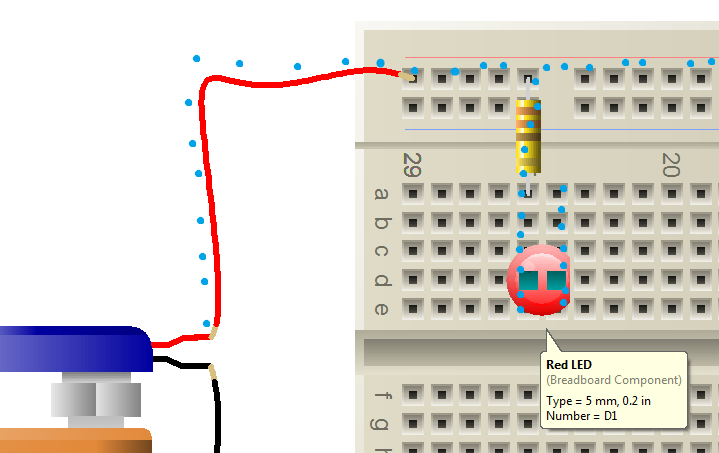 29
20
a
b
c
d
e
Red LED
(Breadboard Component)
Type = 5 mm, 0.2 in
Number = D1
f
g